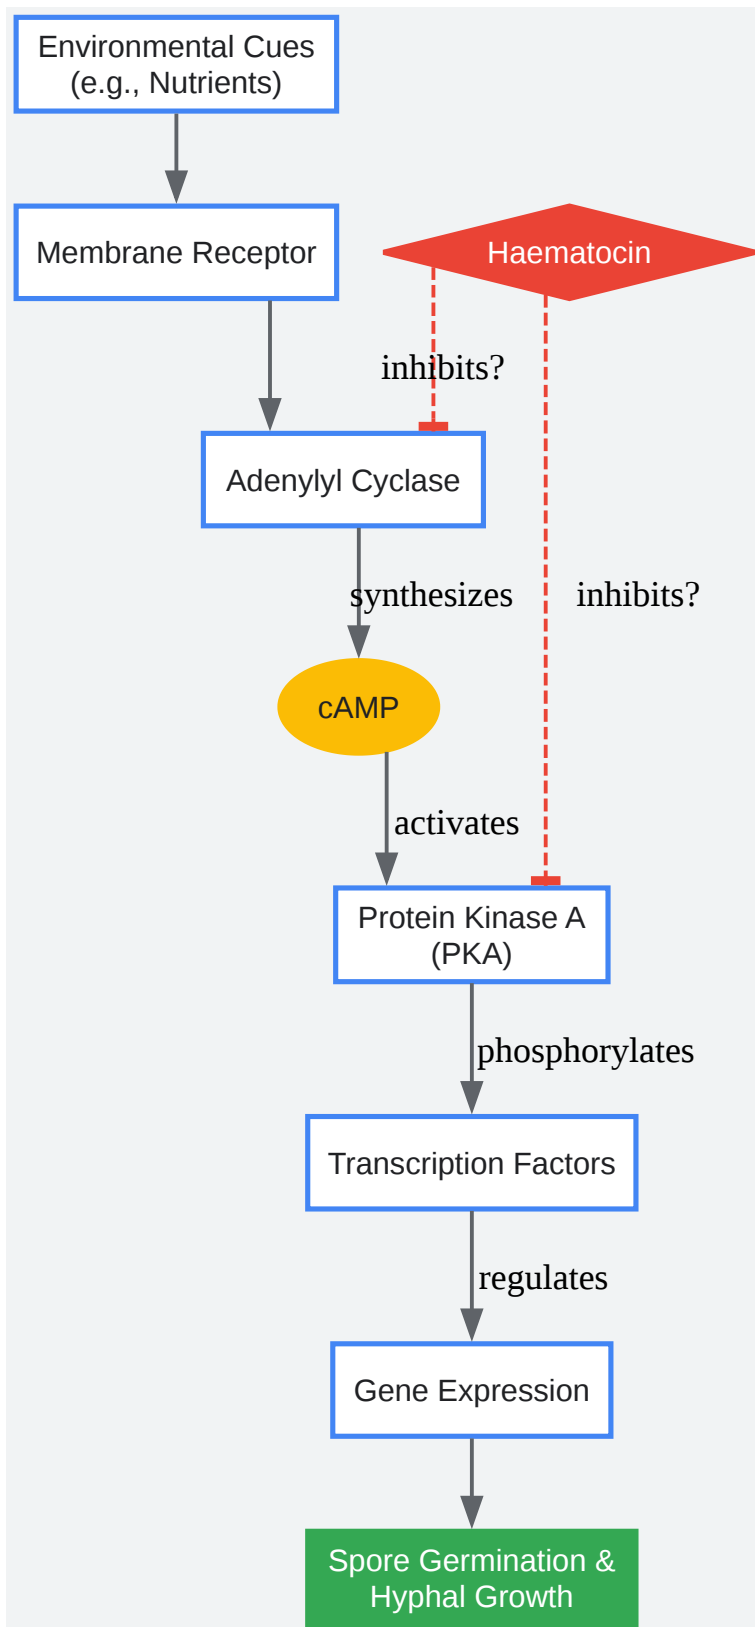 Environmental Cues
(e.g., Nutrients)
Membrane Receptor
Haematocin
inhibits?
Adenylyl Cyclase
synthesizes
inhibits?
cAMP
activates
Protein Kinase A
(PKA)
phosphorylates
Transcription Factors
regulates
Gene Expression
Spore Germination &
Hyphal Growth